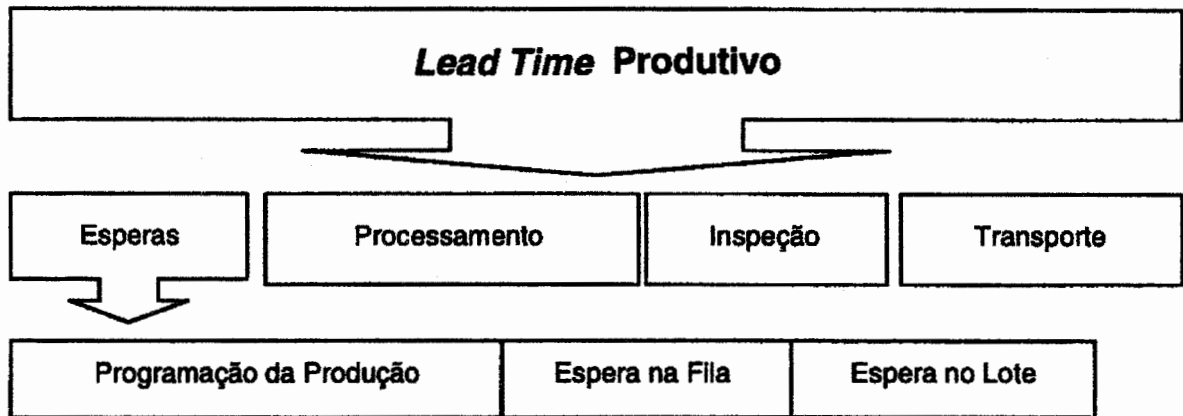 Lead Time Produtivo
Esperas
Processamento
Inspeção
Transporte
Programação da Produção
Espera na Fila
Espera no Lote